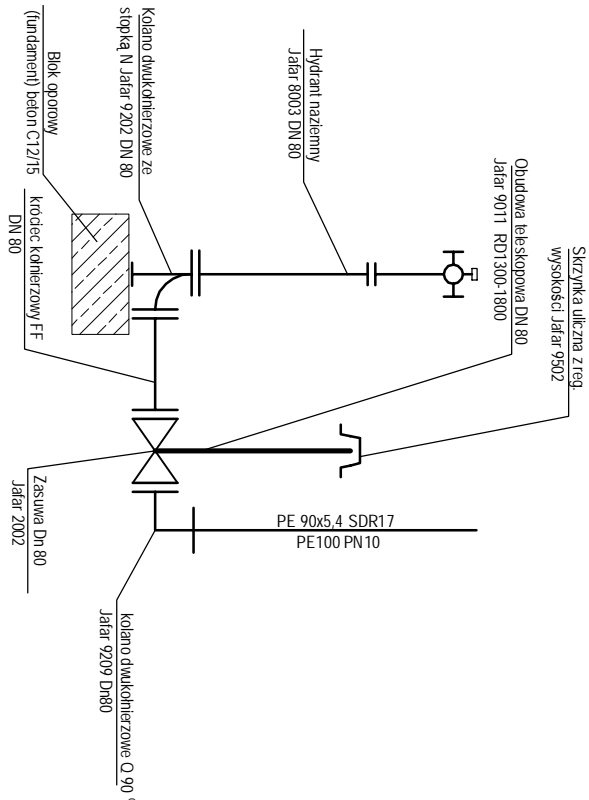 Skrzynka uliczna z reg.
wysokości Jafar 9502
Obudowa teleskopowa DN 80
Jafar 9011 RD1300-1800
Hydrant naziemny
Jafar 8003 DN 80
Kolano dwukołnierzowe ze
stopką N Jafar 9202 DN 80
Blok oporowy
(fundament) beton C12/15
króciec kołnierzowy FF
DN 80
Zasuwa Dn 80
Jafar 2002
PE 90x5,4 SDR17
PE100 PN10
kolano dwukołnierzowe Q 90 °
Jafar 9209 Dn80